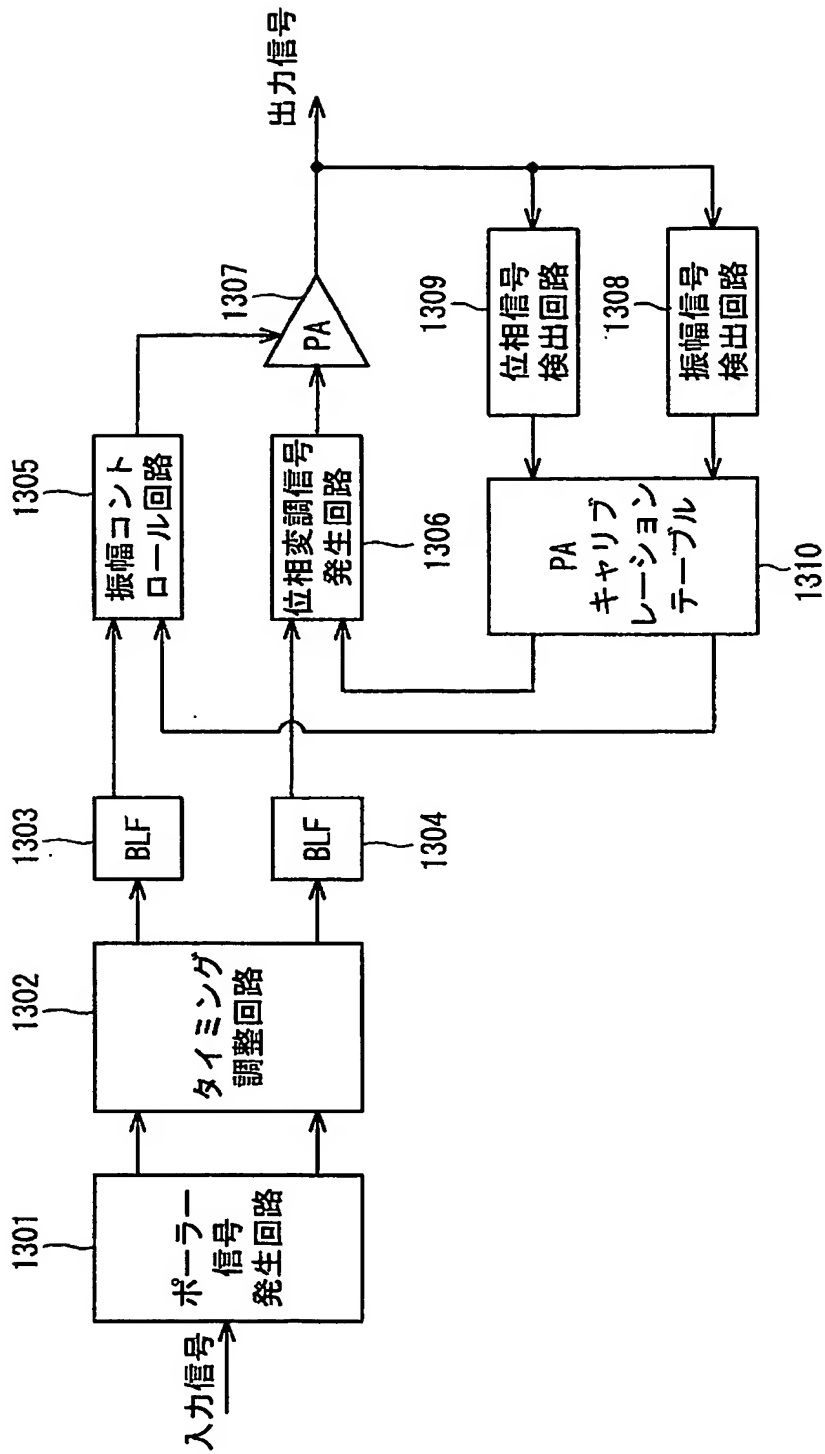 入力信号
1301
ポーラー
信号
発生回路
1302
タイミング
調整回路
1303
BLF
1304
BLF
1305
振幅コント
ロール回路
1306
位相変調信号
発生回路
1307
PA
出力信号
1309
位相信号
検出回路
1308
振幅信号
検出回路
1310
PA
キャリブ
レーション
テーブル